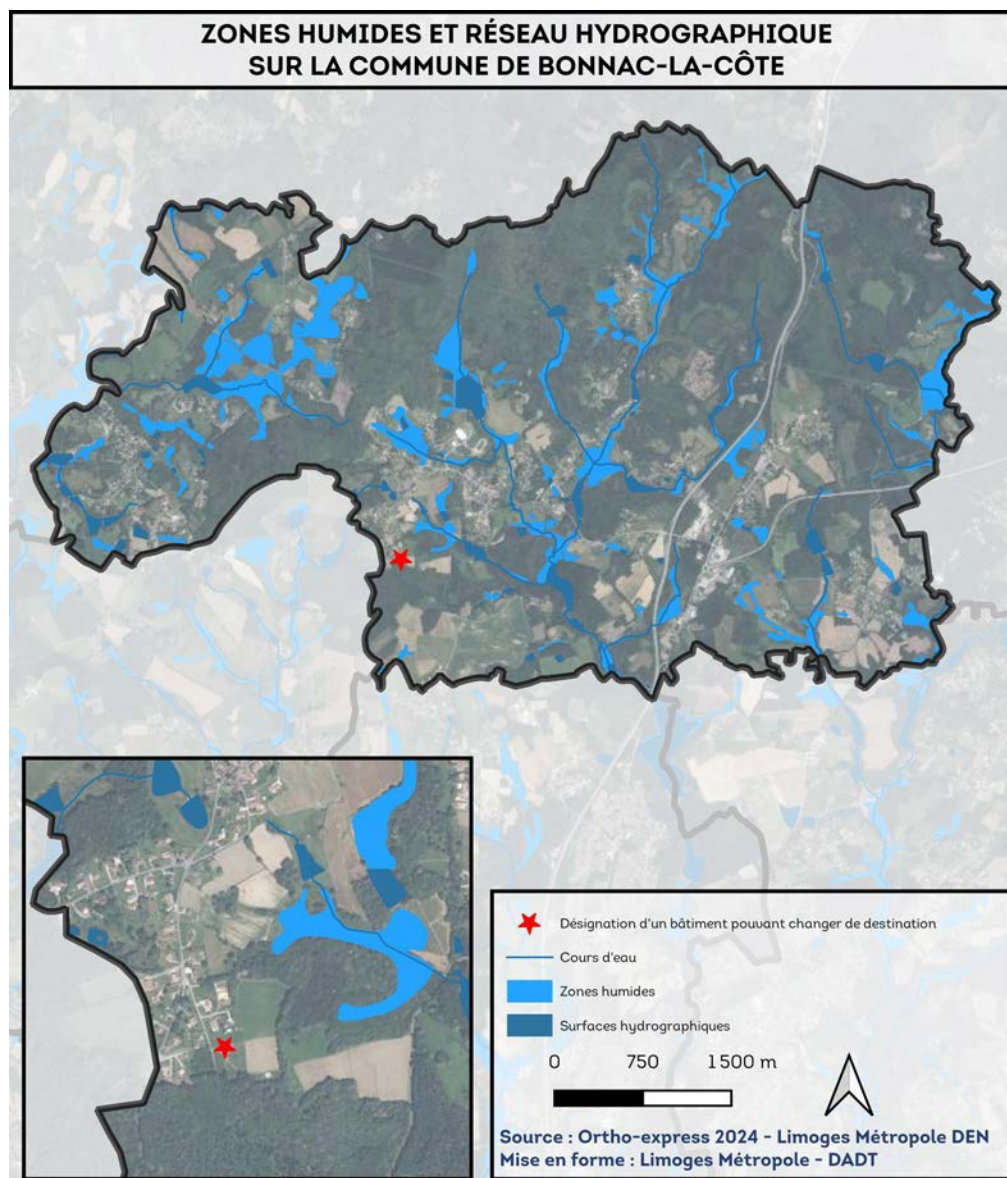 ZONES HUMIDES ET RÉSEAU HYDROGRAPHIQUE
SUR LA COMMUNE DE BONNAC-LA-CÔTE
Désignation d'un bâtiment pouvant changer de destination
Cours d'eau
Zones humides
Surfaces hydrographiques
0 750 1500 m
Source : Ortho-express 2024 - Limoges Métropole DEN
Mise en forme : Limoges Métropole - DADT